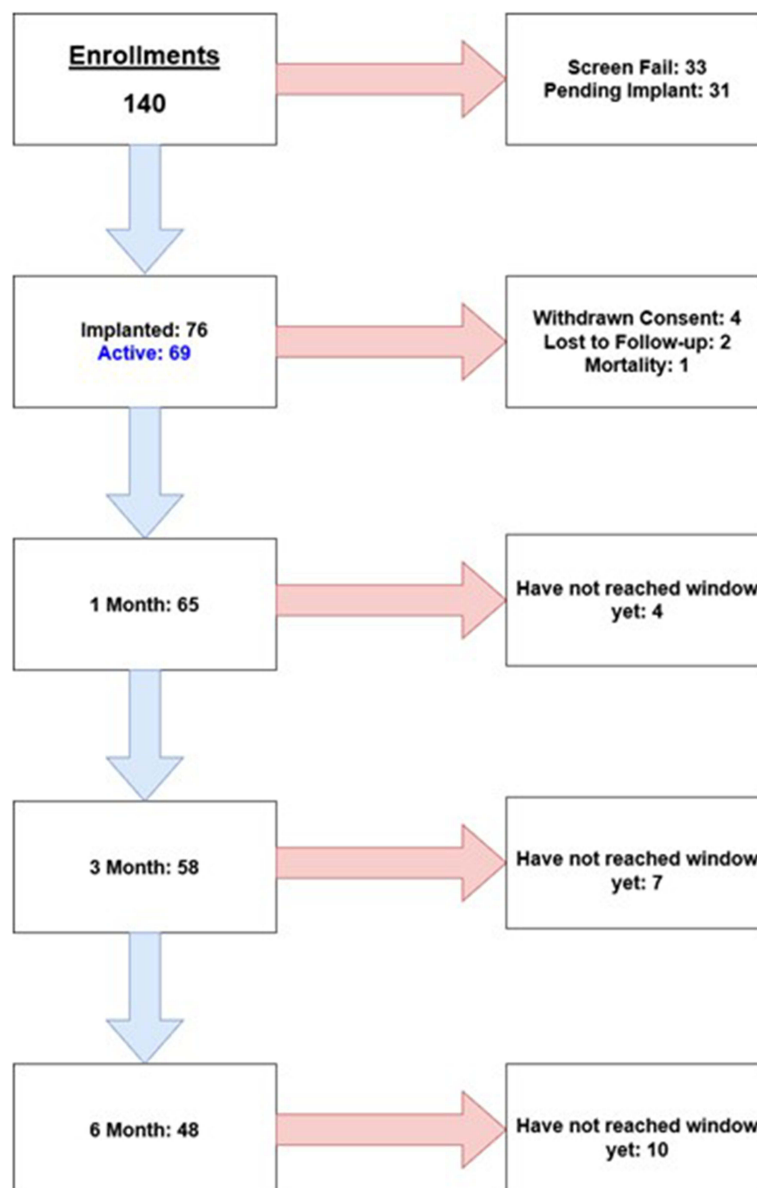 Enrollments
140
Screen Fail: 33
Pending Implant: 31
Implanted: 76
Active: 69
Withdrawn Consent: 4
Lost to Follow-up: 2
Mortality: 1
1 Month: 65
Have not reached window
yet: 4
3 Month: 58
Have not reached window
yet: 7
6 Month: 48
Have not reached window
yet: 10